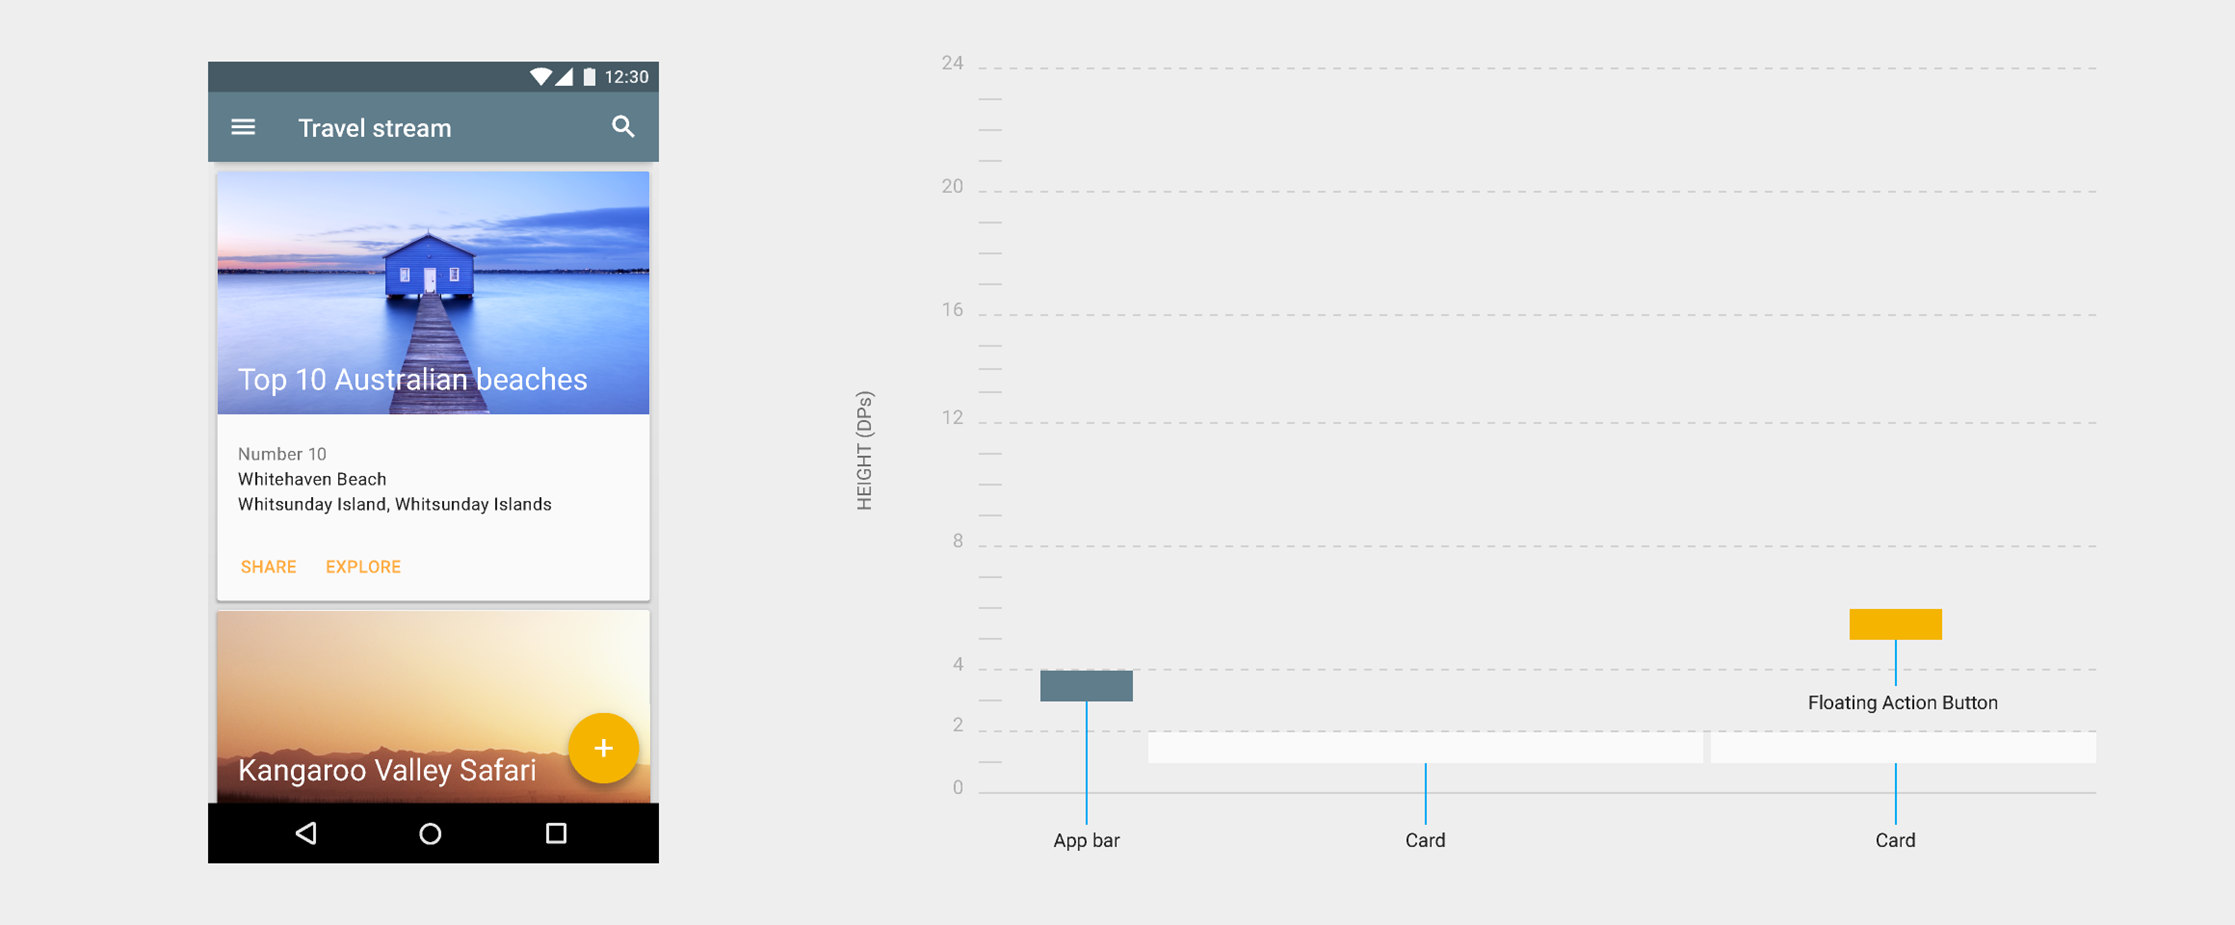 12:30
Travel stream
Top 10 Australian beaches
Number 10
Whitehaven Beach
Whitsunday Island, Whitsunday Islands
SHARE EXPLORE
Kangaroo Valley Safari
+
HEIGHT (DPs)
24
20
16
12
8
4
2
0
Floating Action Button
App bar
Card
Card